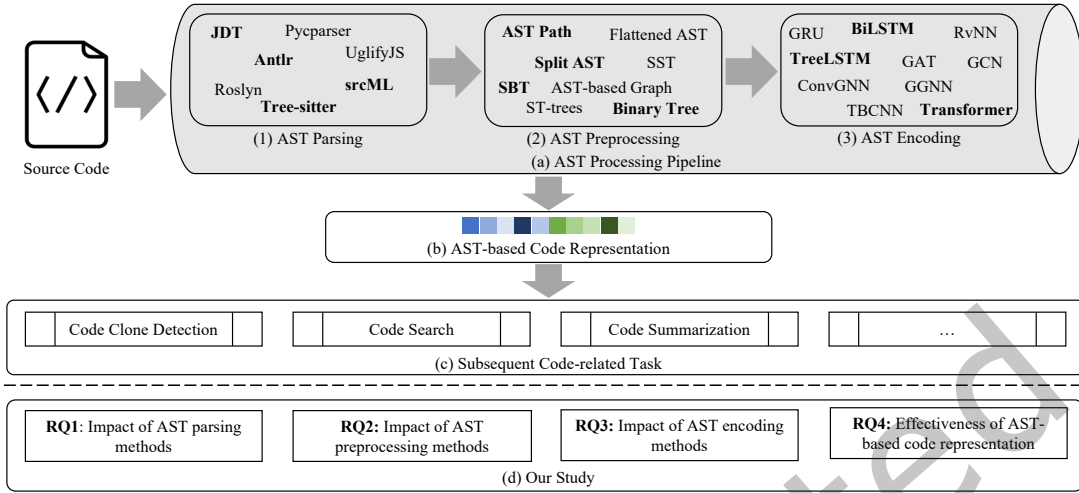 Source Code
JDT Pycparser
Antlr UglifyJS
Roslyn srcML
Tree-sitter
(1) AST Parsing
AST Path Flattened AST
Split AST SST
SBT AST-based Graph
ST-trees Binary Tree
(2) AST Preprocessing
GRU BiLSTM RvNN
TreeLSTM GAT GCN
ConvGNN GGNN
TBCNN Transformer
(3) AST Encoding
(a) AST Processing Pipeline
(b) AST-based Code Representation
Code Clone Detection
Code Search
Code Summarization
…
(c) Subsequent Code-related Task
RQ1: Impact of AST parsing
methods
RQ2: Impact of AST
preprocessing methods
RQ3: Impact of AST encoding
methods
RQ4: Effectiveness of AST-
based code representation
(d) Our Study